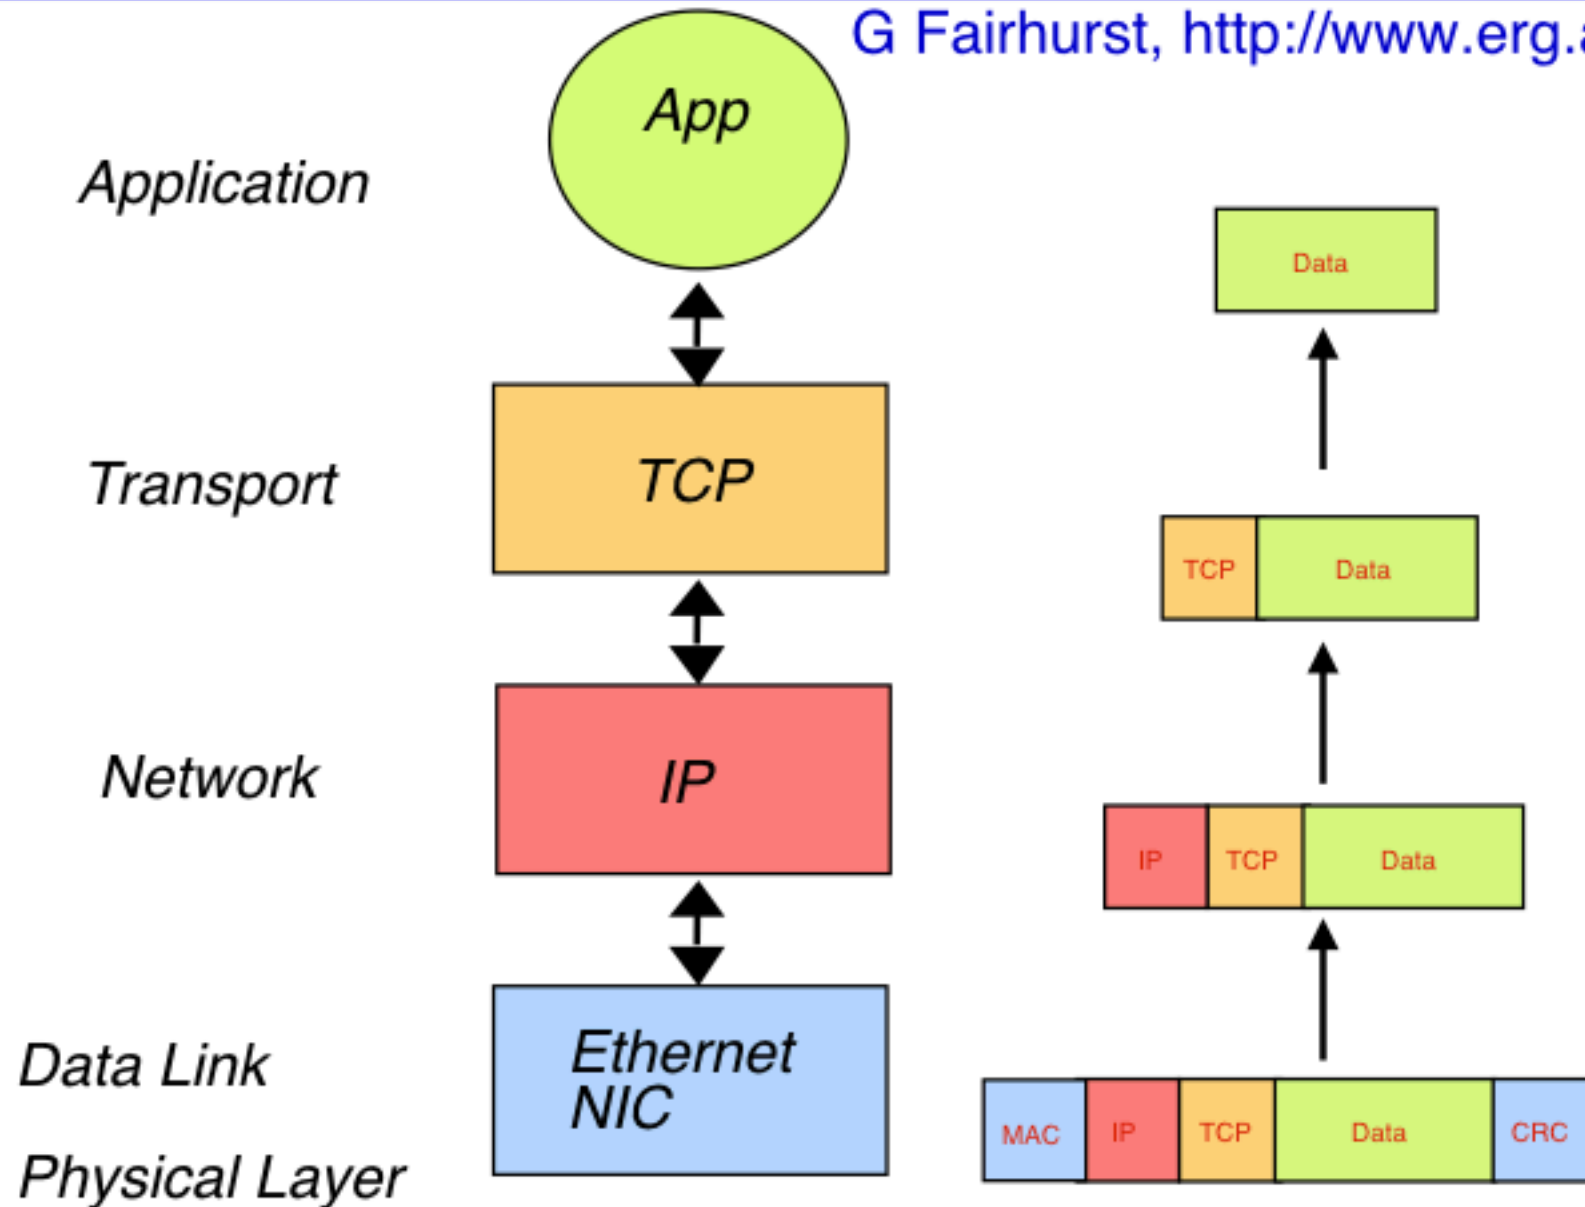 G Fairhurst, http://www.erg.a
App
Application
Data
TCP
Transport
TCP Data
IP
Network
IP TCP Data
Ethernet
NIC
Data Link
MAC IP TCP Data CRC
Physical Layer